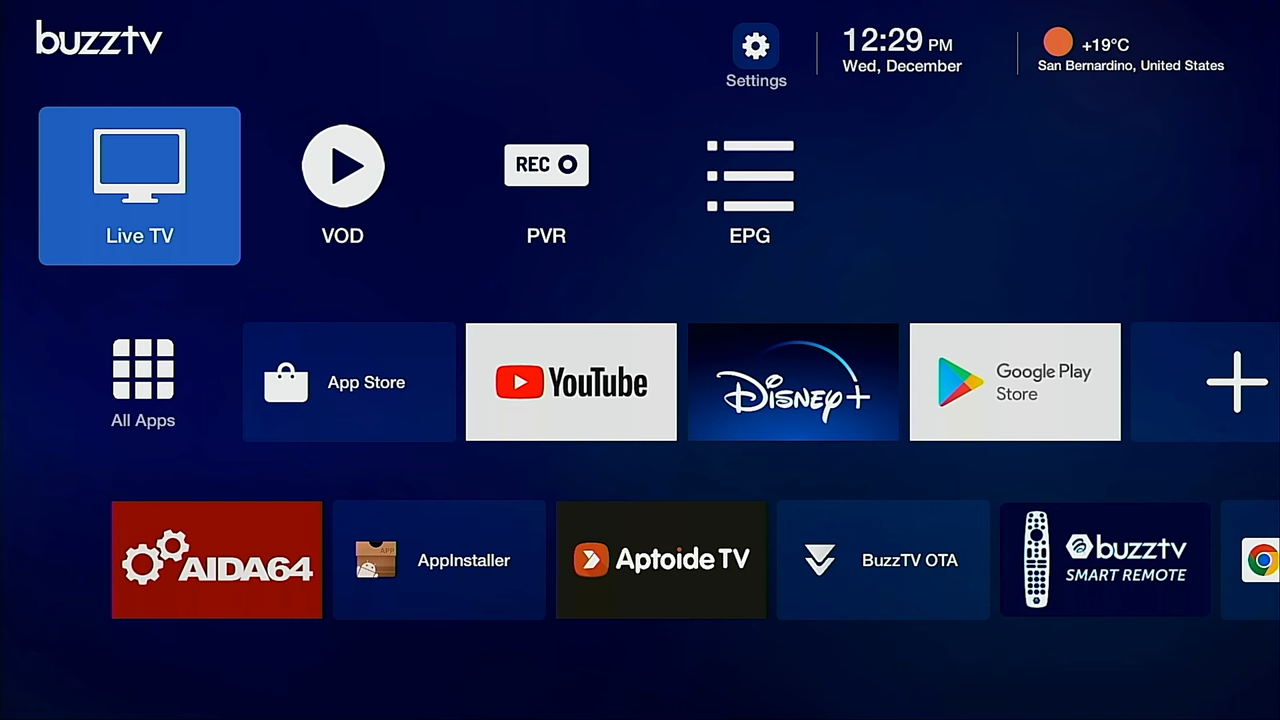 buzztv
Settings
12:29 PM
Wed, December
+19°C
San Bernardino, United States
Live TV
VOD
REC
PVR
EPG
All Apps
App Store
YouTube
Disney+
Google Play
Store
AIDA64
APP
AppInstaller
Aptoide TV
BuzzTV OTA
buzztv
SMART REMOTE